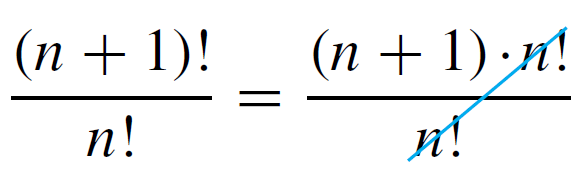 (n + 1)! / n! = (n + 1) · n! / n!